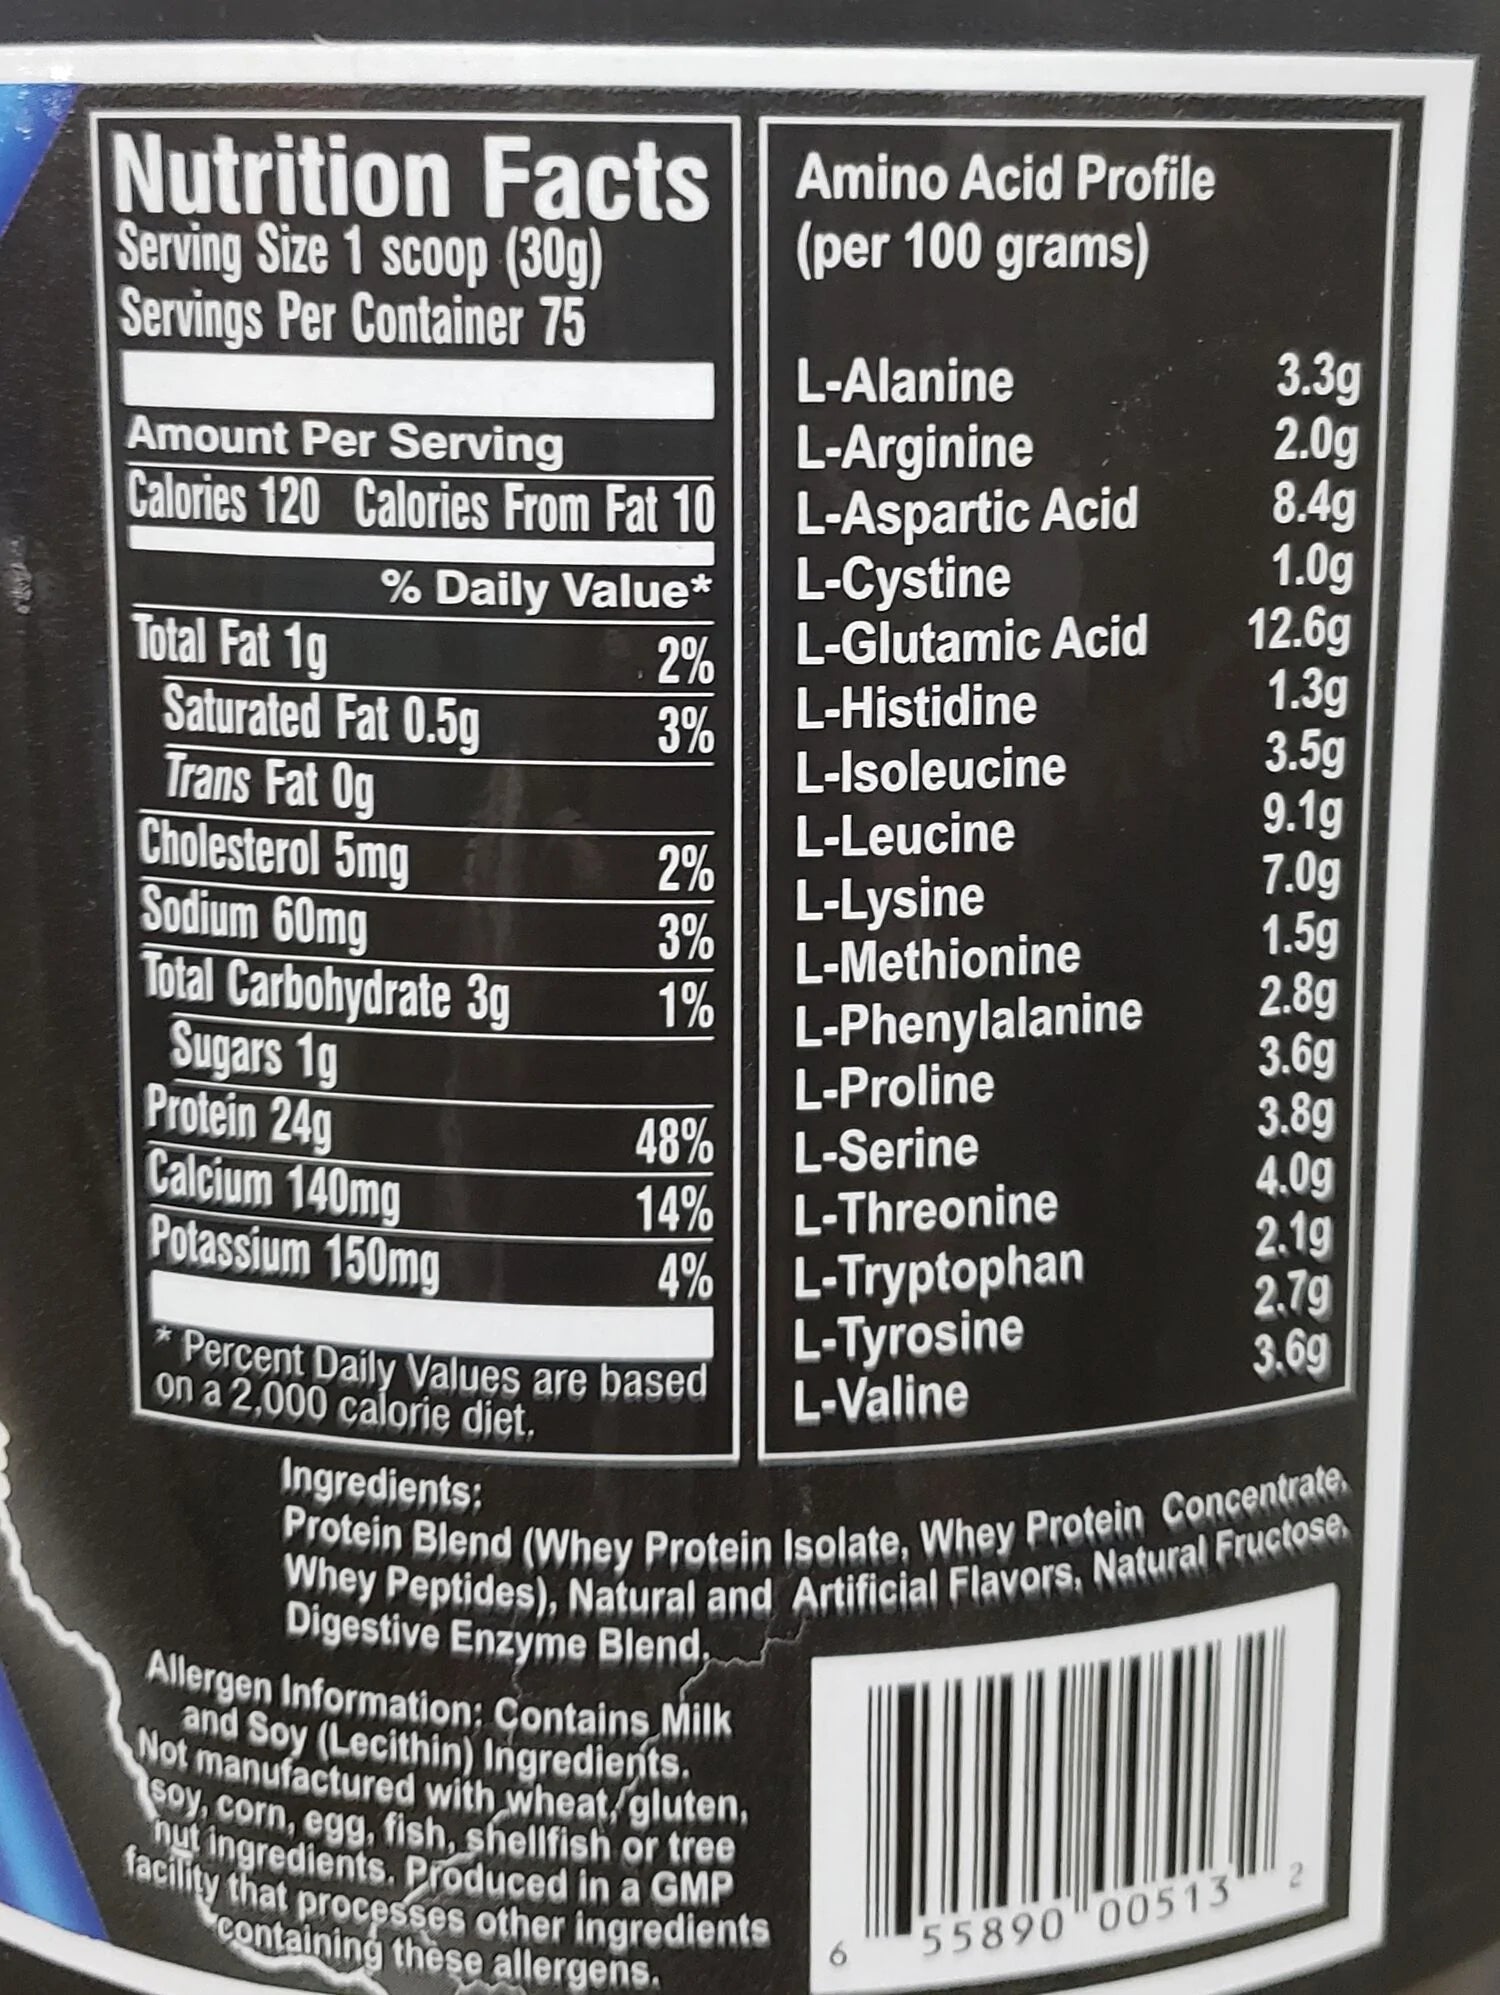 Nutrition Facts
Serving Size 1 scoop (30g)
Servings Per Container 75
Amount Per Serving
Calories 120 Calories From Fat 10
% Daily Value*
Total Fat 1g 2%
Saturated Fat 0.5g 3%
Trans Fat 0g
Cholesterol 5mg 2%
Sodium 60mg 3%
Total Carbohydrate 3g 1%
Sugars 1g
Protein 24g 48%
Calcium 140mg 14%
Potassium 150mg 4%
* Percent Daily Values are based
on a 2,000 calorie diet.
Amino Acid Profile
(per 100 grams)
L-Alanine 3.3g
L-Arginine 2.0g
L-Aspartic Acid 8.4g
L-Cystine 1.0g
L-Glutamic Acid 12.6g
L-Histidine 1.3g
L-Isoleucine 3.5g
L-Leucine 9.1g
L-Lysine 7.0g
L-Methionine 1.5g
L-Phenylalanine 2.8g
L-Proline 3.6g
L-Serine 3.8g
L-Threonine 4.0g
L-Tryptophan 2.1g
L-Tyrosine 2.7g
L-Valine 3.6g
Ingredients:
Protein Blend (Whey Protein Isolate, Whey Protein Concentrate,
Whey Peptides), Natural and Artificial Flavors, Natural Fructose,
Digestive Enzyme Blend.
Allergen Information: Contains Milk
and Soy (Lecithin) Ingredients.
Not manufactured with wheat, gluten,
soy, corn, egg, fish, shellfish or tree
nut ingredients. Produced in a GMP
facility that processes other ingredients
containing these allergens.
6 55890 00513 2